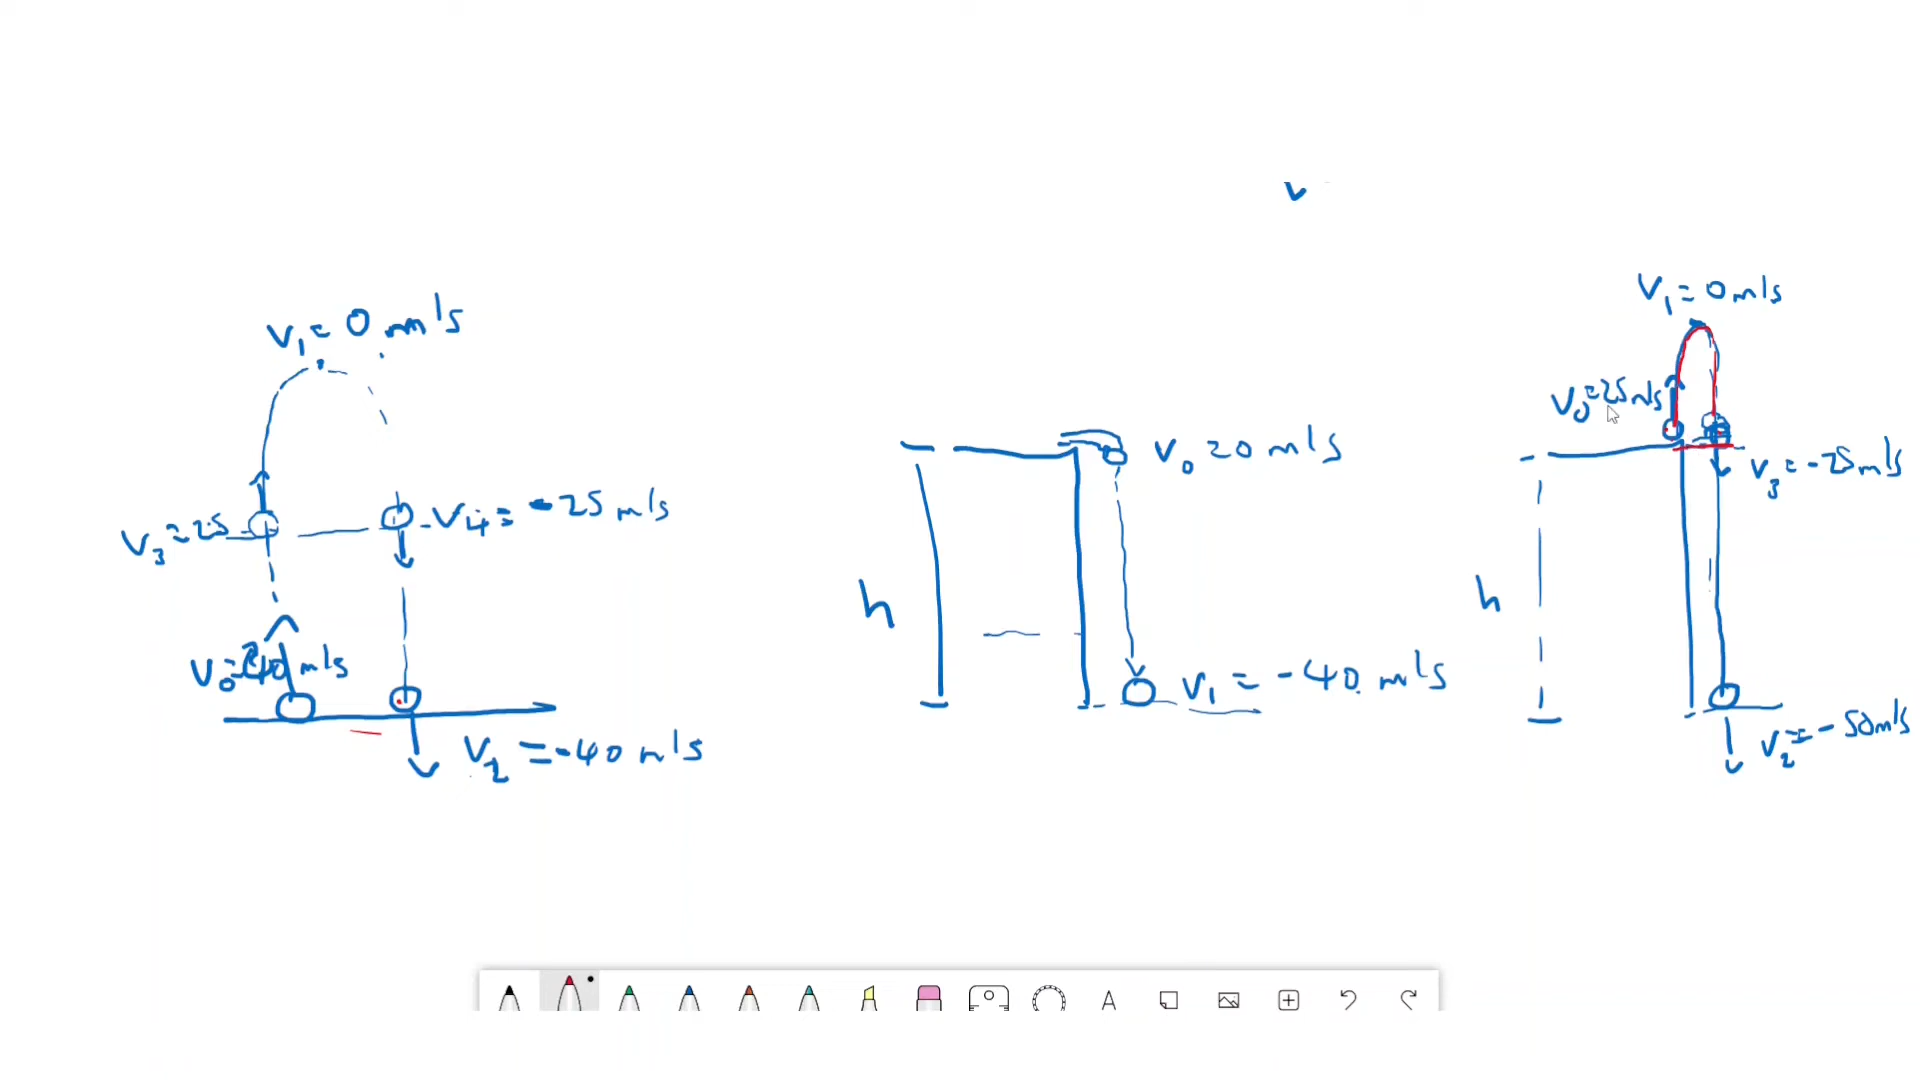 V₁ = 0 m/s
V₃ = 25
V₄ = -25 m/s
V₀ = 40 m/s
V₂ = -40 m/s
V₀ 20 m/s
h
V₁ = -40 m/s
V₁ = 0 m/s
V₀ = 25 m/s
V₃ = -25 m/s
h
V₂ = -50 m/s
A